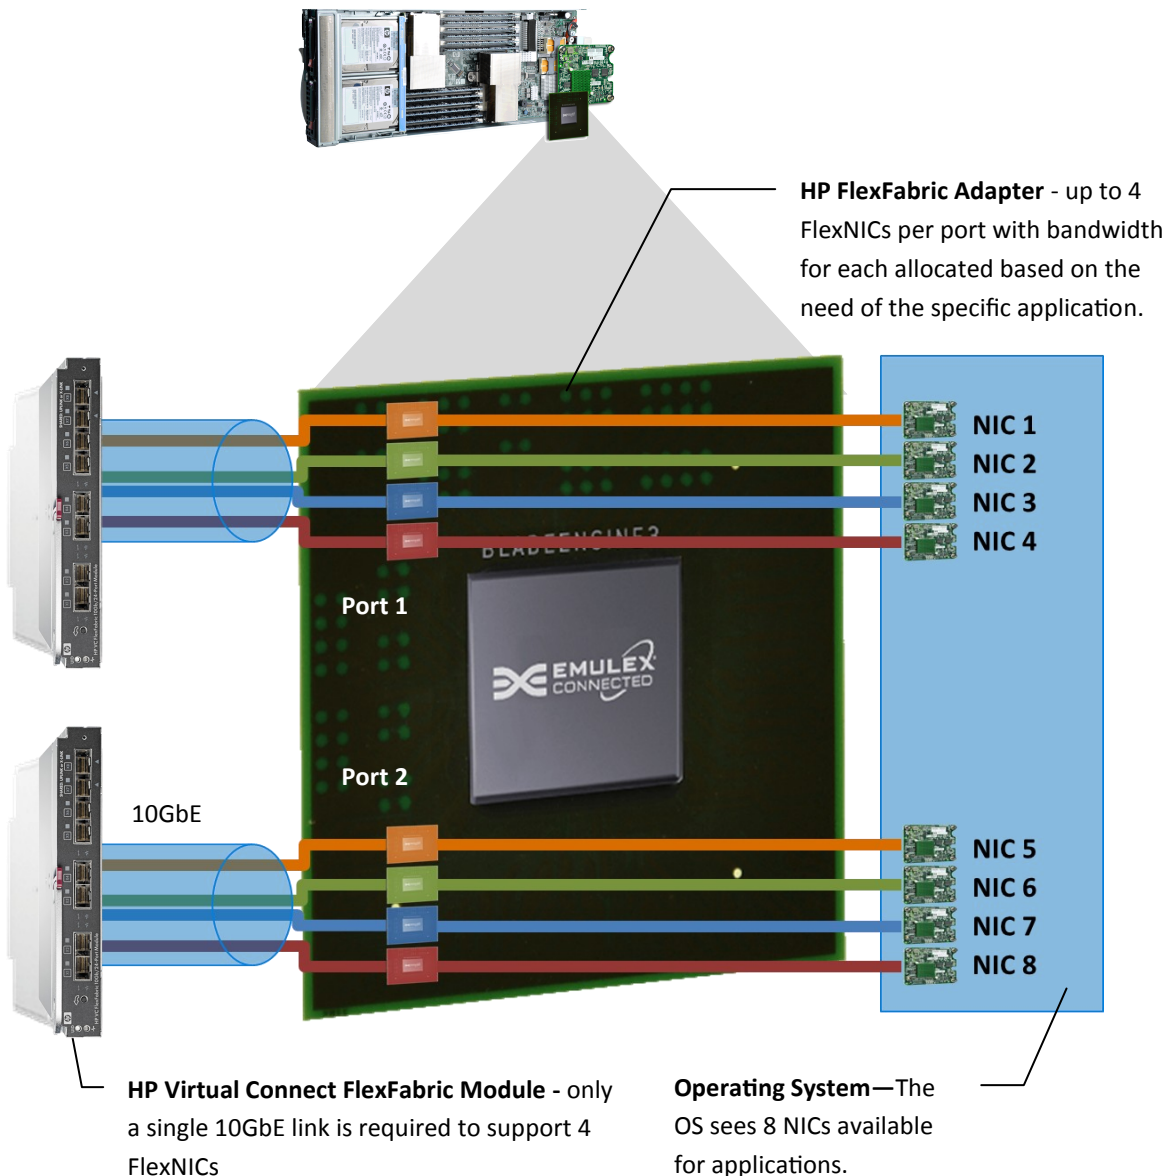 HP FlexFabric Adapter - up to 4
FlexNICs per port with bandwidth
for each allocated based on the
need of the specific application.
NIC 1
NIC 2
NIC 3
NIC 4
BLADEENGINE3
Port 1
EMULEX
CONNECTED
Port 2
10GbE
NIC 5
NIC 6
NIC 7
NIC 8
HP Virtual Connect FlexFabric Module - only
a single 10GbE link is required to support 4
FlexNICs
Operating System—The
OS sees 8 NICs available
for applications.